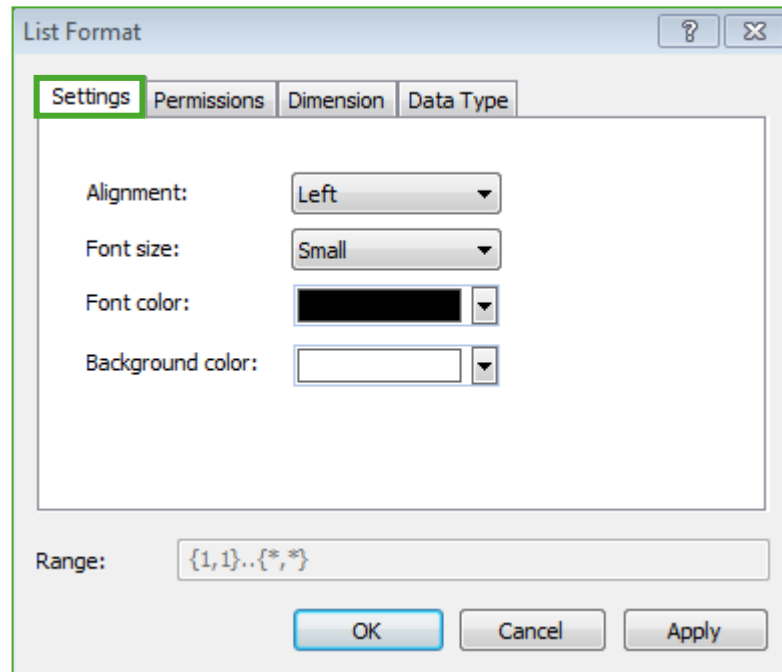 List Format
Settings Permissions Dimension Data Type
Alignment: Left
Font size: Small
Font color:
Background color:
Range: {1,1}..{*,*}
OK Cancel Apply